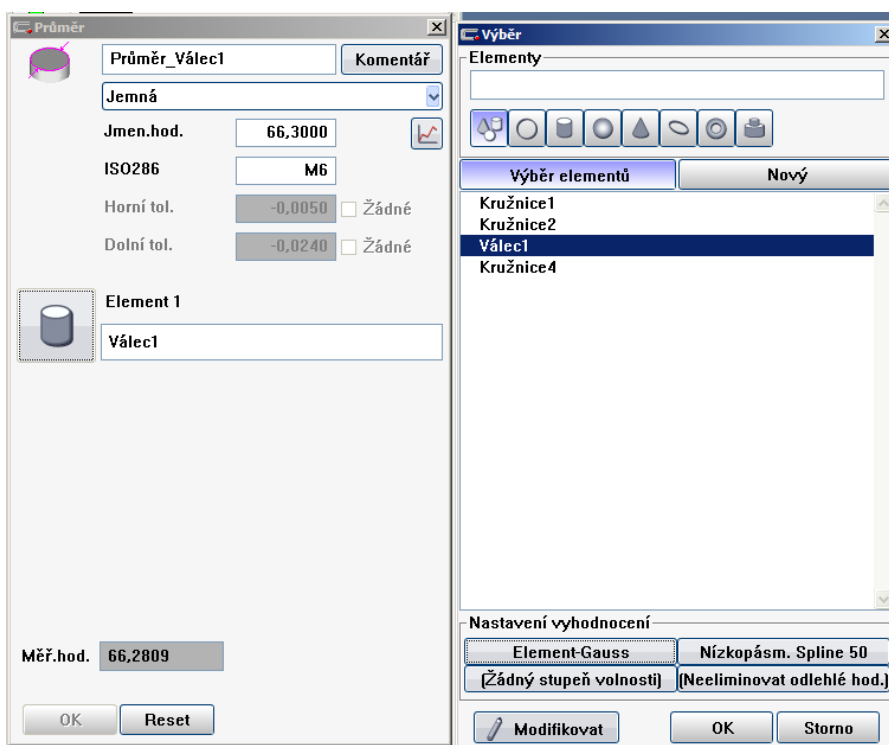 Průměr
Průměr_Válec1 Komentář
Jemná
Jmen.hod. 66,3000
ISO286 M6
Horní tol. -0,0050 Žádné
Dolní tol. -0,0240 Žádné
Element 1
Válec1
Měř.hod. 66,2809
OK Reset
Výběr
Elementy
Výběr elementů Nový
Kružnice1
Kružnice2
Válec1
Kružnice4
Nastavení vyhodnocení
Element-Gauss Nízkopásm. Spline 50
(Žádný stupeň volnosti) (Neeliminovat odlehlé hod.)
Modifikovat OK Storno